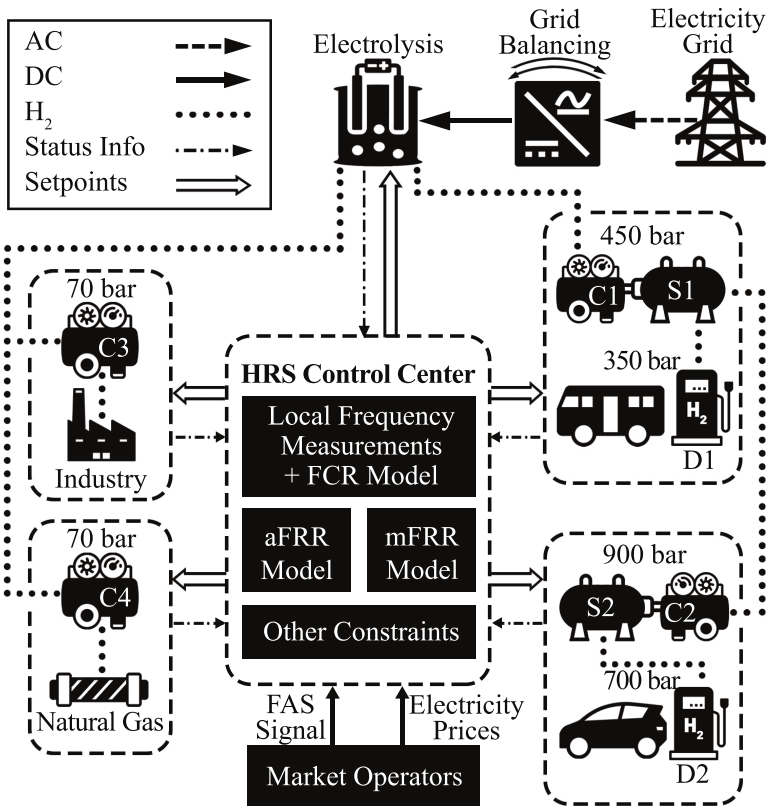 AC
DC
H₂
Status Info
Setpoints
Electrolysis
Grid
Balancing
Electricity
Grid
70 bar
C3
Industry
70 bar
C4
Natural Gas
HRS Control Center
Local Frequency
Measurements
+ FCR Model
aFRR
Model
mFRR
Model
Other Constraints
FAS
Signal
Electricity
Prices
Market Operators
450 bar
C1
S1
350 bar
H₂
D1
900 bar
S2
C2
700 bar
H₂
D2